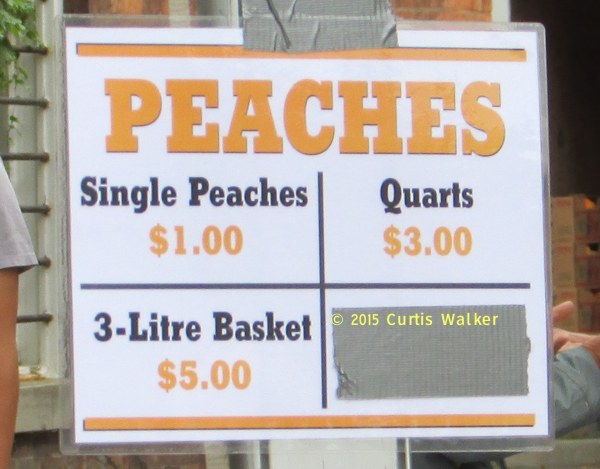 PEACHES
Single Peaches
$1.00
Quarts
$3.00
3-Litre Basket
$5.00
© 2015 Curtis Walker